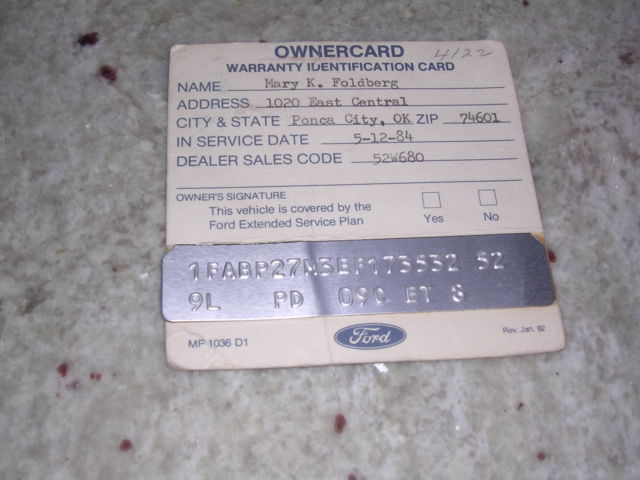 OWNERCARD 4122
WARRANTY IDENTIFICATION CARD
NAME Mary K. Foldberg
ADDRESS 1020 East Central
CITY & STATE Ponca City, OK ZIP 74601
IN SERVICE DATE 5-12-84
DEALER SALES CODE 52W680
OWNER'S SIGNATURE
This vehicle is covered by the
Ford Extended Service Plan
Yes No
1FABP27M3EF173532 52
9L PD 09C ET 8
MP 1036 D1 Ford Rev. Jan. 82